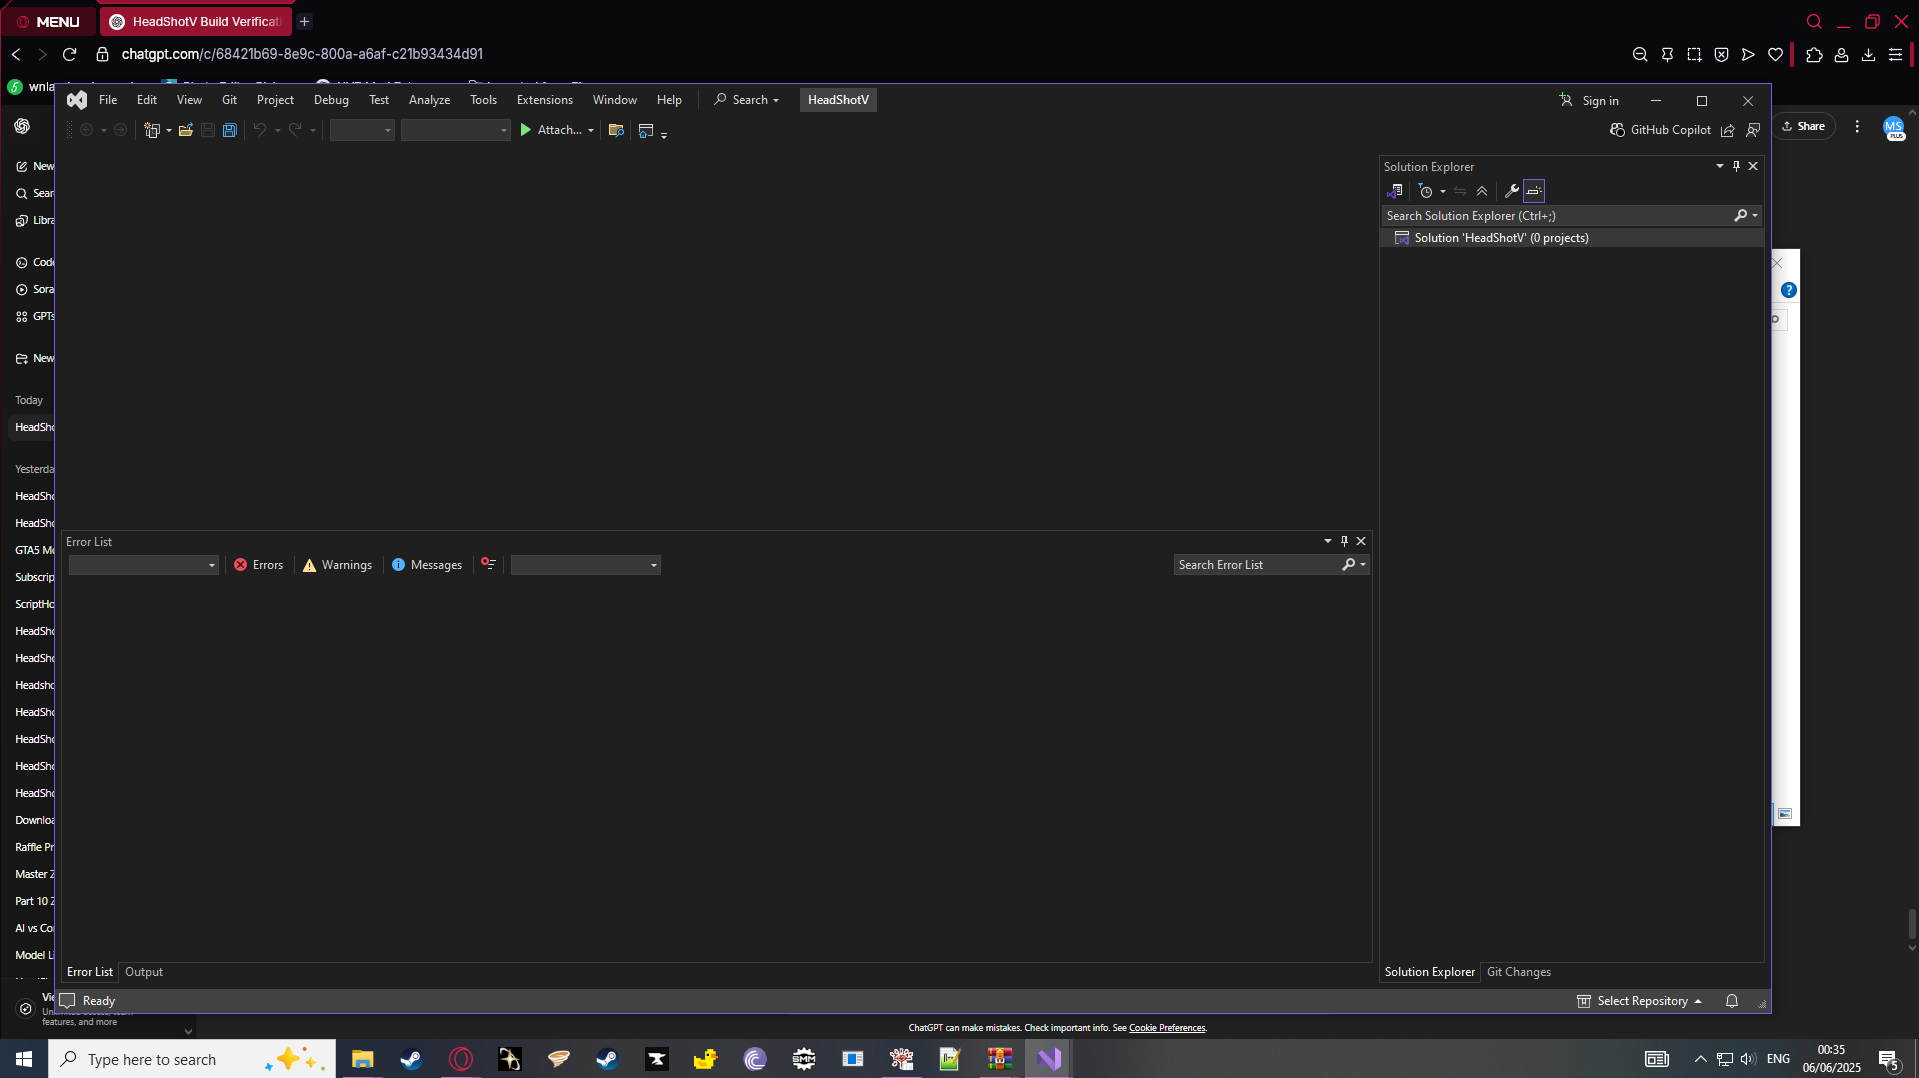 MENU
HeadShotV Build Verificati
chatgpt.com/c/68421b69-8e9c-800a-a6af-c21b93434d91
wnla
File Edit View Git Project Debug Test Analyze Tools Extensions Window Help Search HeadShotV Sign in
Attach... GitHub Copilot
Share
MS
PLUS
New
Sear
Libra
Code
Sora
GPTs
New
Today
HeadSho
Yesterda
HeadSho
HeadSho
GTA5 Mo
Subscrip
ScriptHo
HeadSho
HeadSho
Headsho
HeadSho
HeadSho
HeadSho
HeadSho
Downloa
Raffle Pr
Master Z
Part 10 Z
AI vs Co
Model Li
Solution Explorer
Search Solution Explorer (Ctrl+;)
Solution 'HeadShotV' (0 projects)
Error List
Errors Warnings Messages Search Error List
Error List Output
Solution Explorer Git Changes
Ready Select Repository
features, and more
ChatGPT can make mistakes. Check important info. See Cookie Preferences.
Type here to search
SMM
ENG
00:35
06/06/2025
5